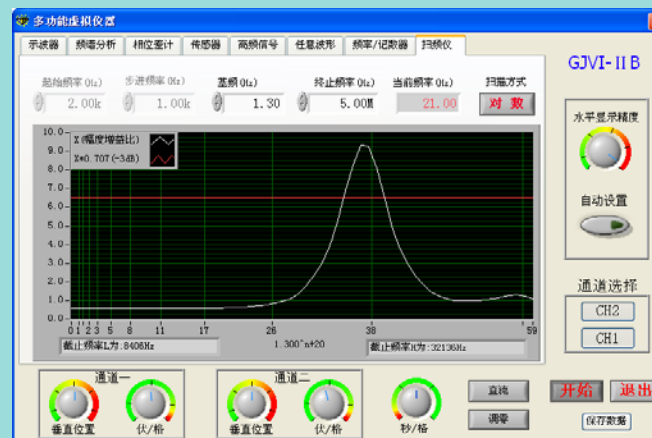 多功能虚拟仪器
示波器 频谱分析 相位差计 传感器 高频信号 任意波形 频率/记数器 扫频仪
GJVI-II B
起始频率(Hz) 步进频率(Hz) 基频(Hz) 终止频率(Hz) 当前频率(Hz) 扫描方式
2.00k 1.00k 1.30 5.00M 21.00 对 数
水平显示精度
X(幅度增益比)
X*0.707(-3dB)
10.0
9.0
8.0
7.0
6.0
5.0
4.0
3.0
2.0
1.0
0.0
0 1 2 3 5 8 11 17 26 38 59
自动设置
通道选择
CH2
CH1
截止频率L为:8406Hz 1.300^n+20 截止频率H为:32136Hz
通道一 通道二
垂直位置 伏/格 垂直位置 伏/格 秒/格
直流
调零
开始 退出
保存数据